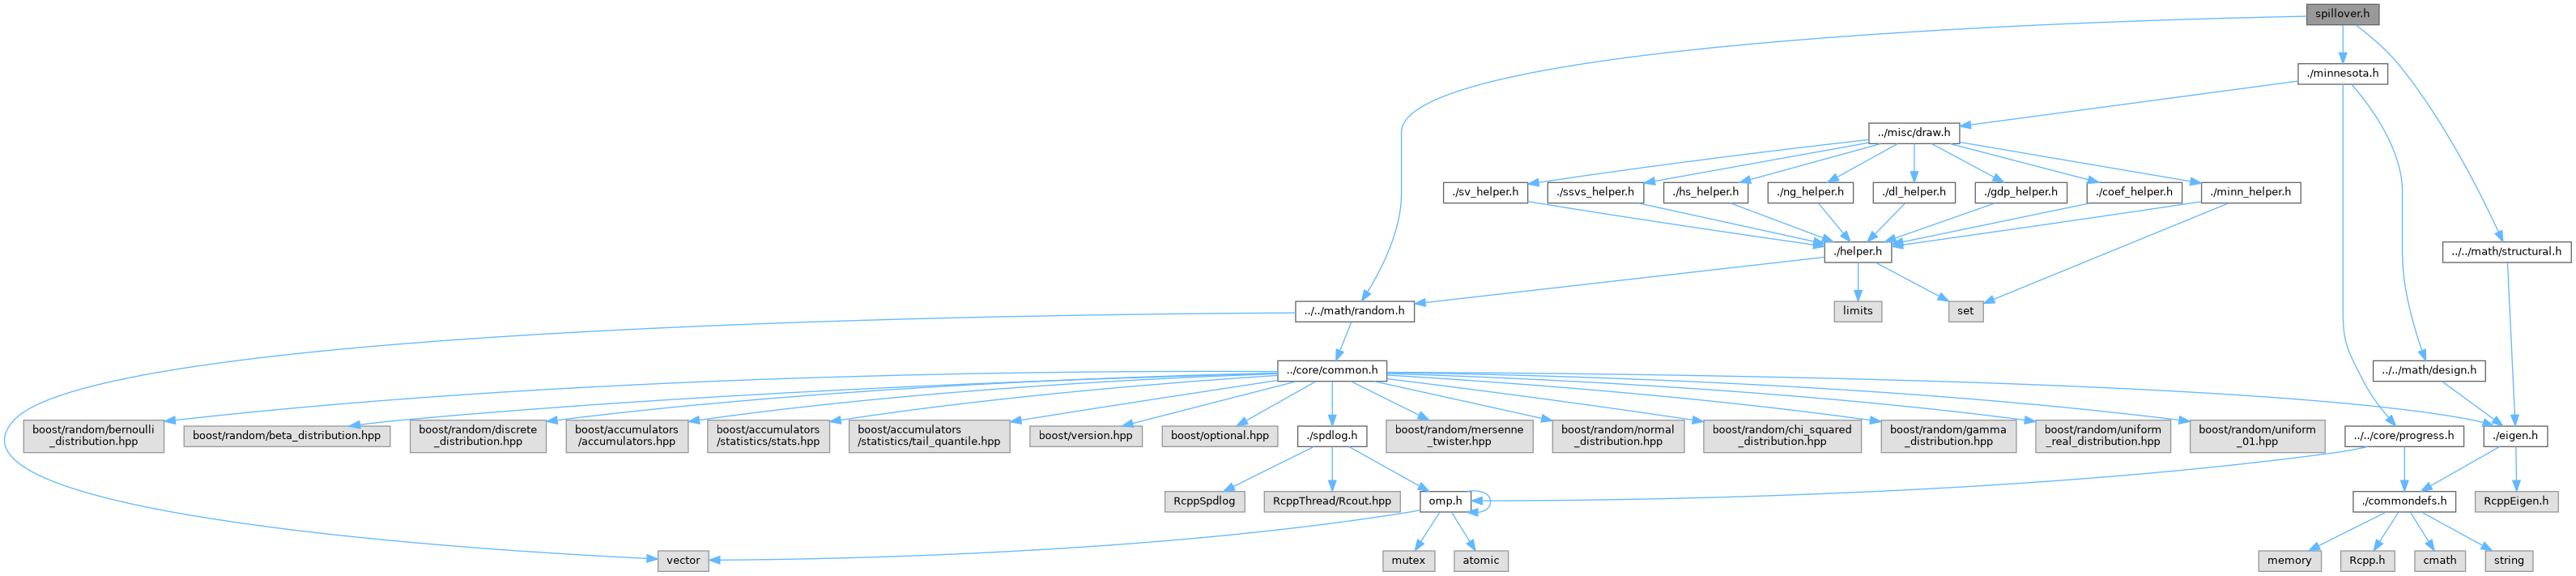 spillover.h
./minnesota.h
../misc/draw.h
./sv_helper.h
./ssvs_helper.h
./hs_helper.h
./ng_helper.h
./dl_helper.h
./gdp_helper.h
./coef_helper.h
./minn_helper.h
./helper.h
../../math/structural.h
../../math/random.h
limits
set
../core/common.h
../../math/design.h
boost/random/bernoulli
_distribution.hpp
boost/random/beta_distribution.hpp
boost/random/discrete
_distribution.hpp
boost/accumulators
/accumulators.hpp
boost/accumulators
/statistics/stats.hpp
boost/accumulators
/statistics/tail_quantile.hpp
boost/version.hpp
boost/optional.hpp
./spdlog.h
boost/random/mersenne
_twister.hpp
boost/random/normal
_distribution.hpp
boost/random/chi_squared
_distribution.hpp
boost/random/gamma
_distribution.hpp
boost/random/uniform
_real_distribution.hpp
boost/random/uniform
_01.hpp
../../core/progress.h
./eigen.h
RcppSpdlog
RcppThread/Rcout.hpp
omp.h
./commondefs.h
RcppEigen.h
vector
mutex
atomic
memory
Rcpp.h
cmath
string